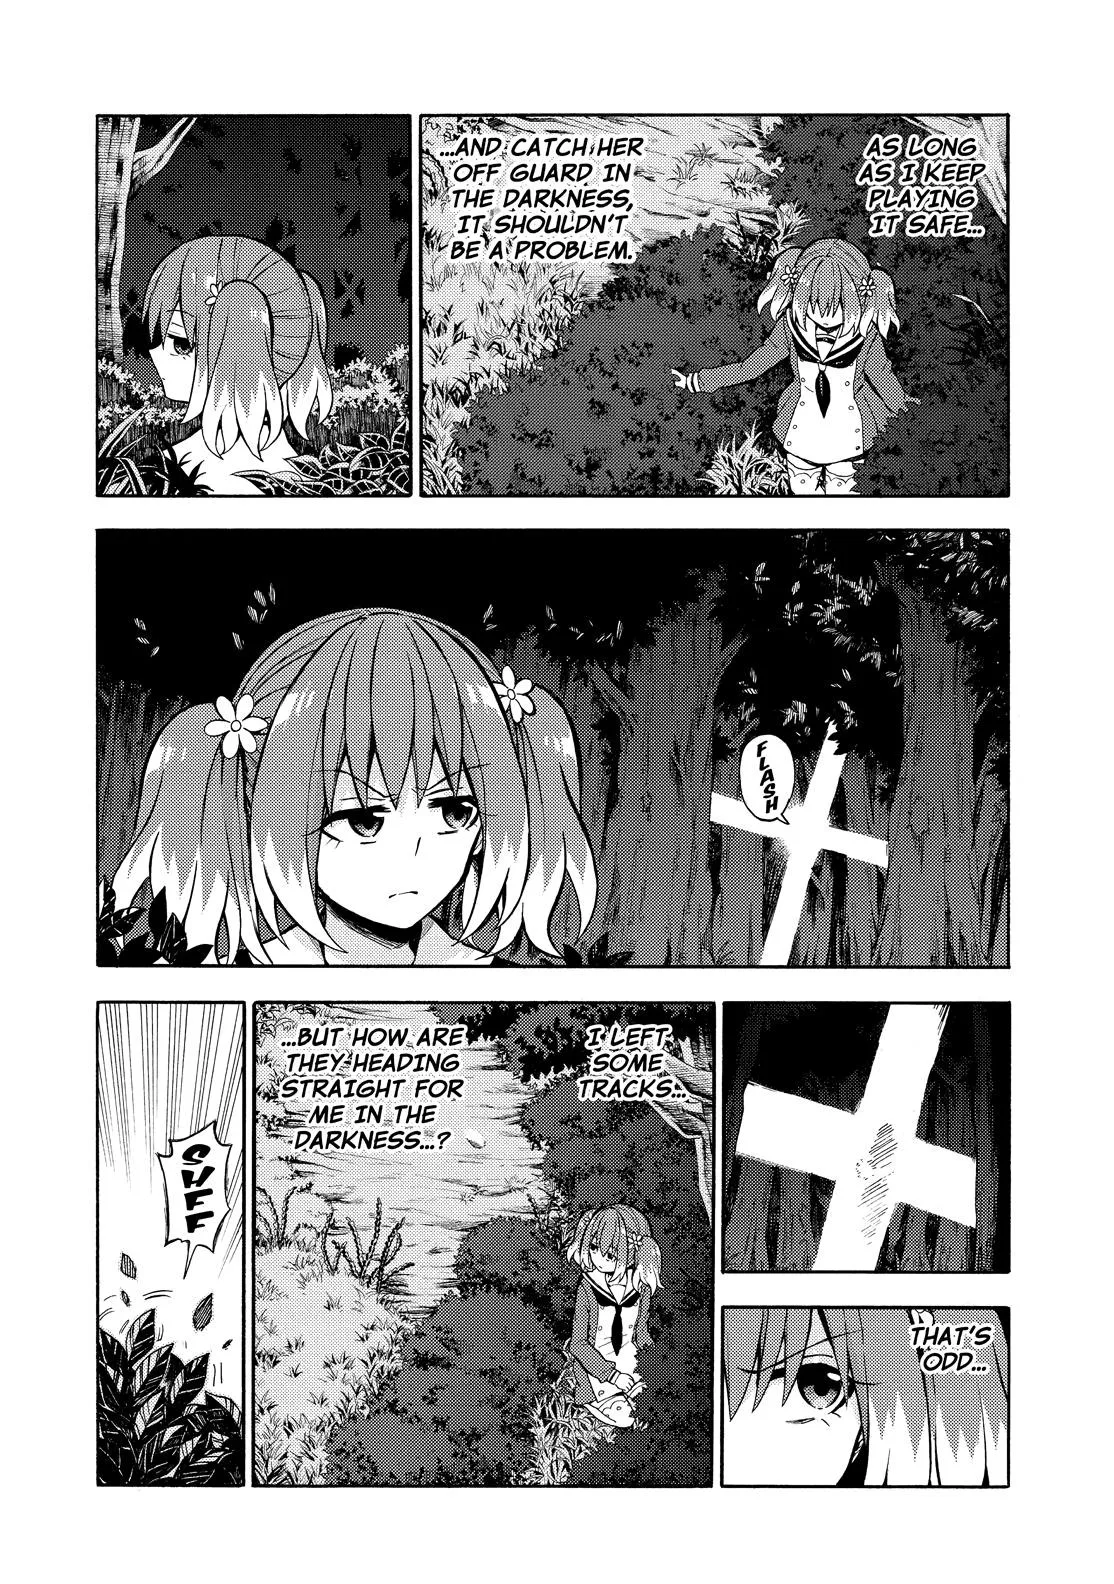 AS LONG
AS I KEEP
PLAYING
IT SAFE...
...AND CATCH HER
OFF GUARD IN
THE DARKNESS,
IT SHOULDN'T
BE A PROBLEM.
FLASH
THAT'S
ODD...
I LEFT
SOME
TRACKS...
...BUT HOW ARE
THEY HEADING
STRAIGHT FOR
ME IN THE
DARKNESS...?
SHFF